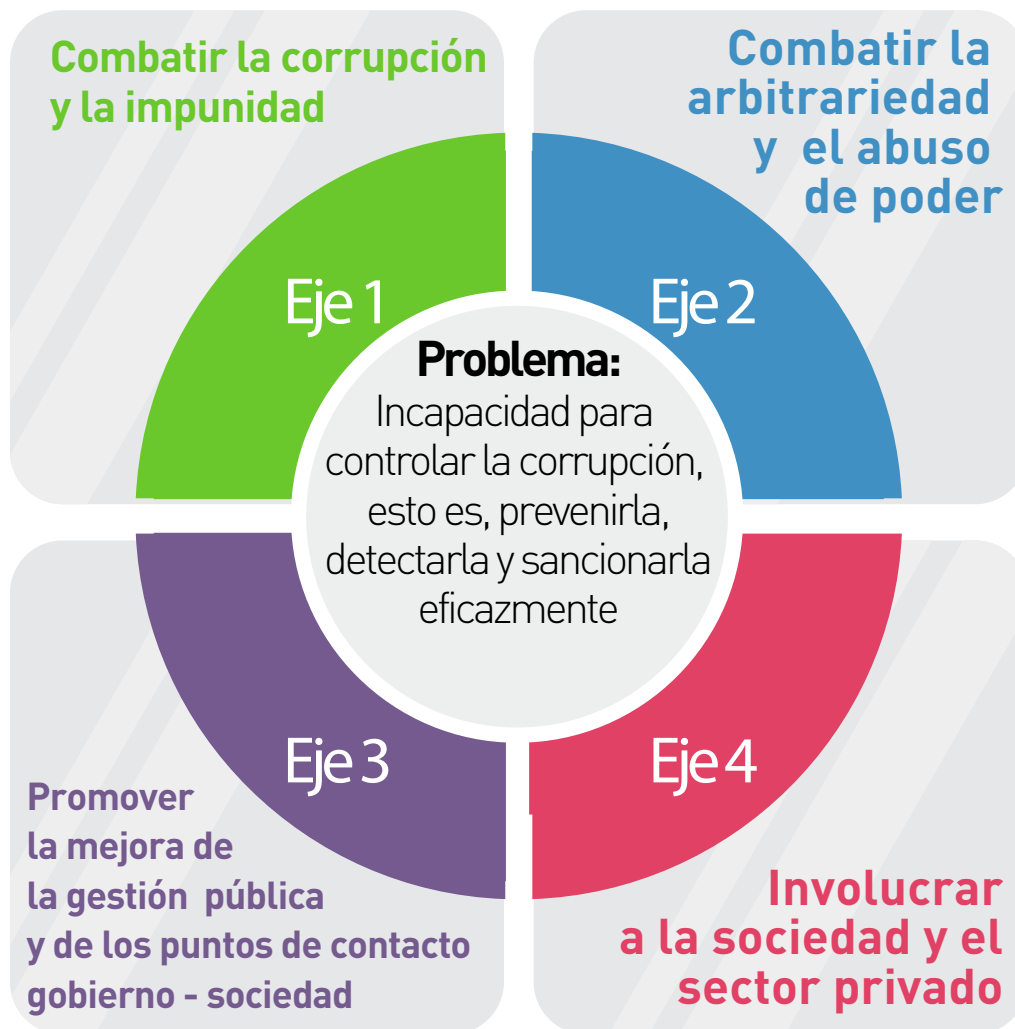 Combatir la corrupción
y la impunidad
Combatir la
arbitrariedad
y el abuso
de poder
Eje 1
Eje 2
Problema:
Incapacidad para
controlar la corrupción,
esto es, prevenirla,
detectarla y sancionarla
eficazmente
Eje 3
Eje 4
Promover
la mejora de
la gestión pública
y de los puntos de contacto
gobierno - sociedad
Involucrar
a la sociedad y el
sector privado